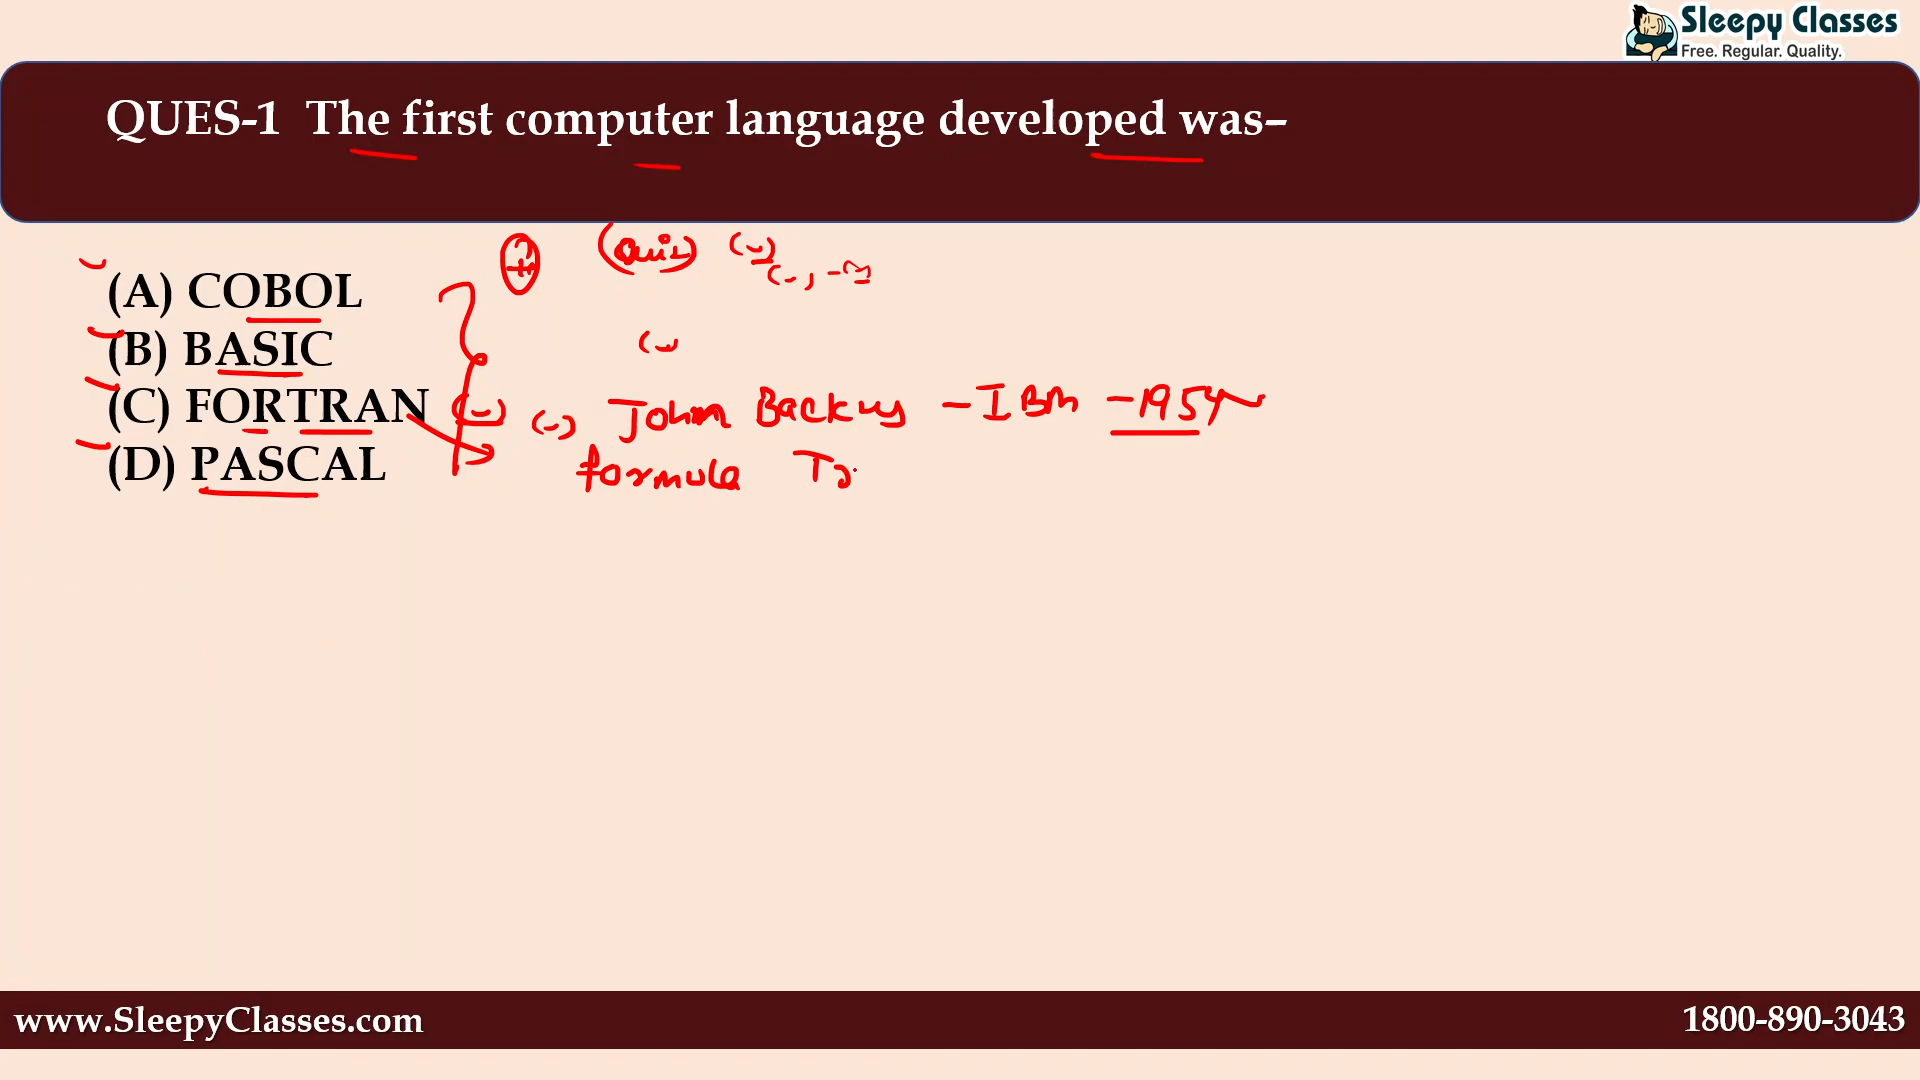 Sleepy Classes
Free. Regular. Quality.
QUES-1 The first computer language developed was–
(Quiz)
(A) COBOL
(B) BASIC
(C) FORTRAN
John Backus - IBM - 1954
(D) PASCAL
formula
www.SleepyClasses.com
1800-890-3043